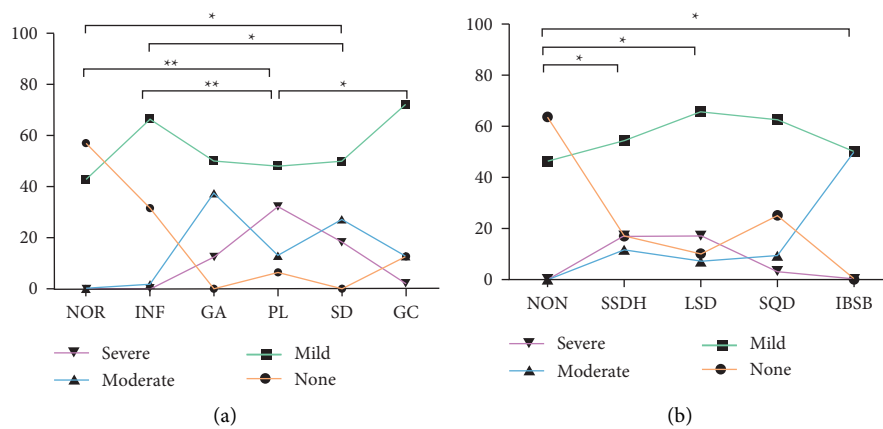 100
80
60
40
20
0
*
*
**
**
*
NOR INF GA PL SD GC
Severe Mild
Moderate None
(a)
100
80
60
40
20
0
*
*
*
NON SSDH LSD SQD IBSB
Severe Mild
Moderate None
(b)